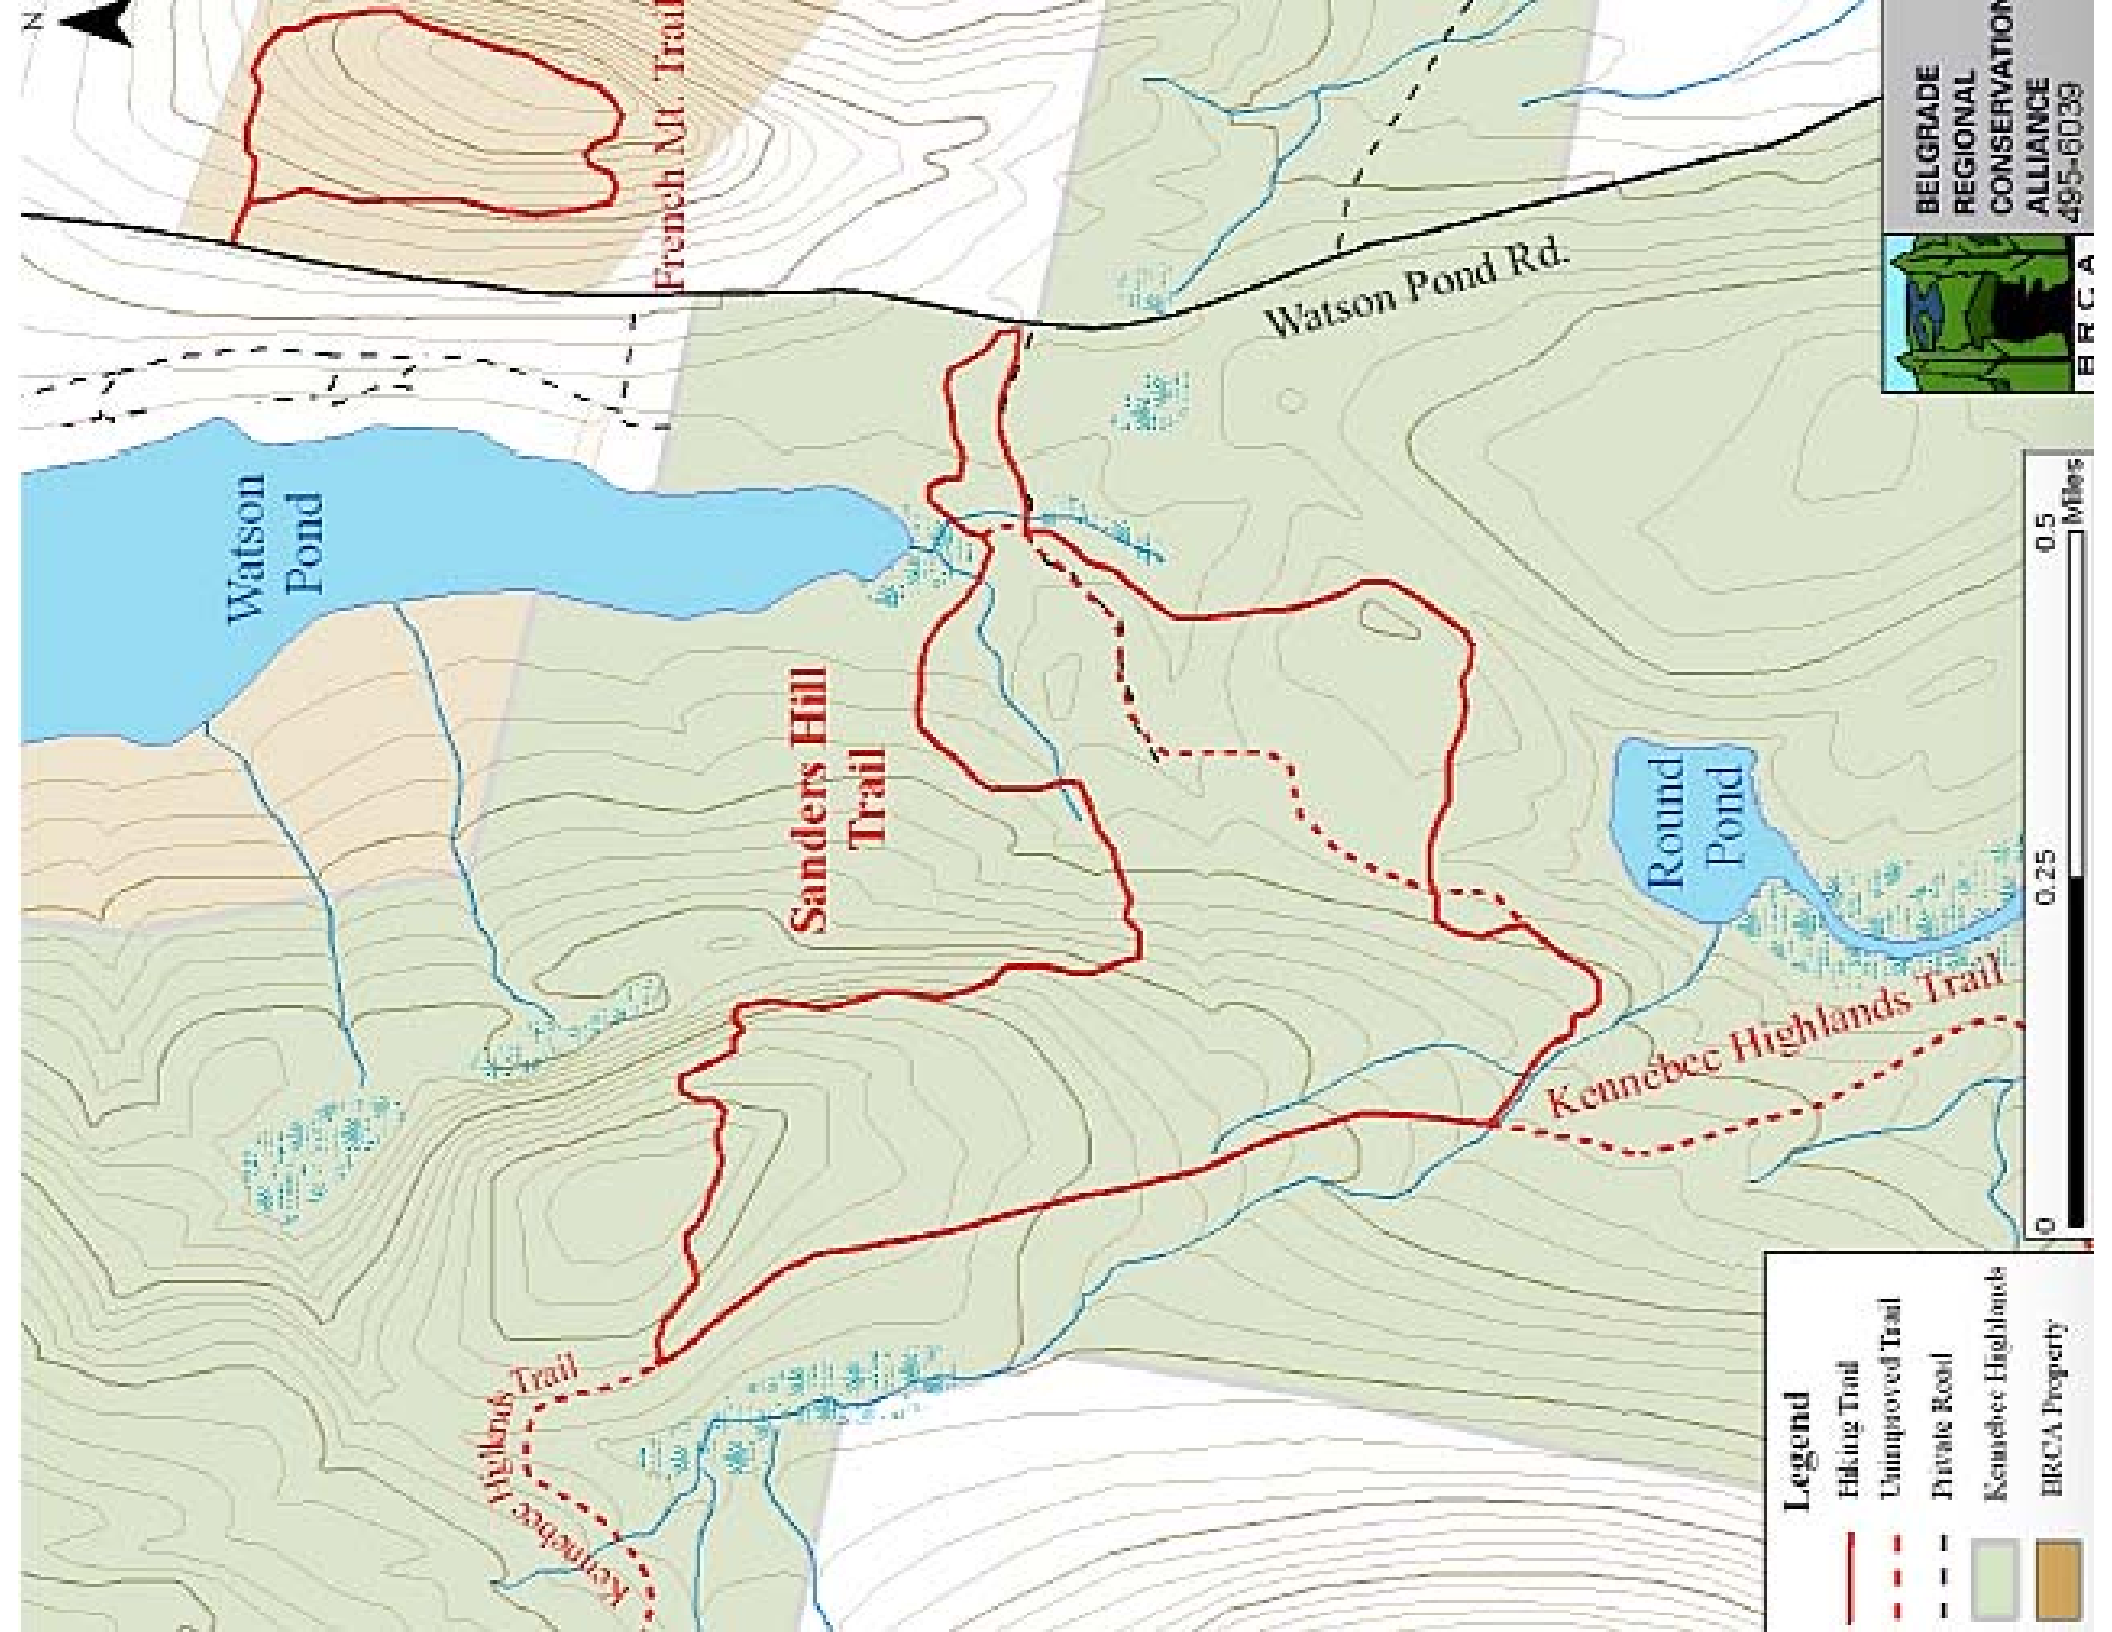 N
French Mt. Trail
Watson
Pond
Watson Pond Rd.
Sanders Hill
Trail
Round
Pond
Kennebec Highlands Trail
Kennebec Highlands Trail
BELGRADE
REGIONAL
CONSERVATION
ALLIANCE
495-6039
B R C A
0 0.25 0.5
Miles
Legend
Hiking Trail
Unimproved Trail
Private Road
Kennebec Highlands
BRCA Property